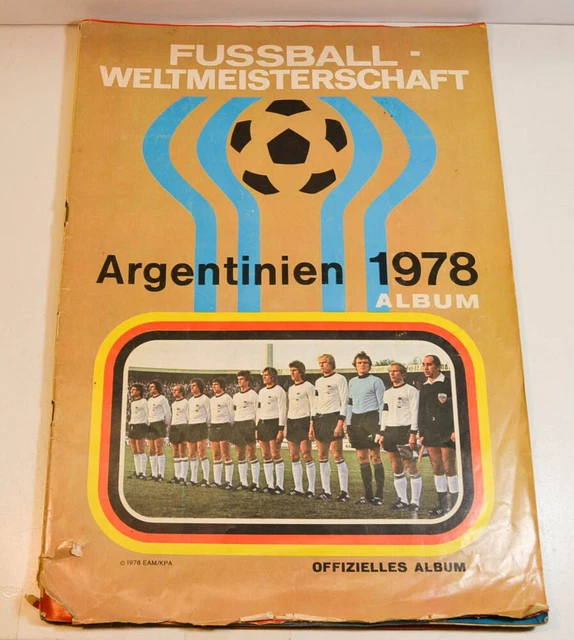 FUSSBALL -
WELTMEISTERSCHAFT
Argentinien 1978
ALBUM
© 1978 EAM/KPA
OFFIZIELLES ALBUM